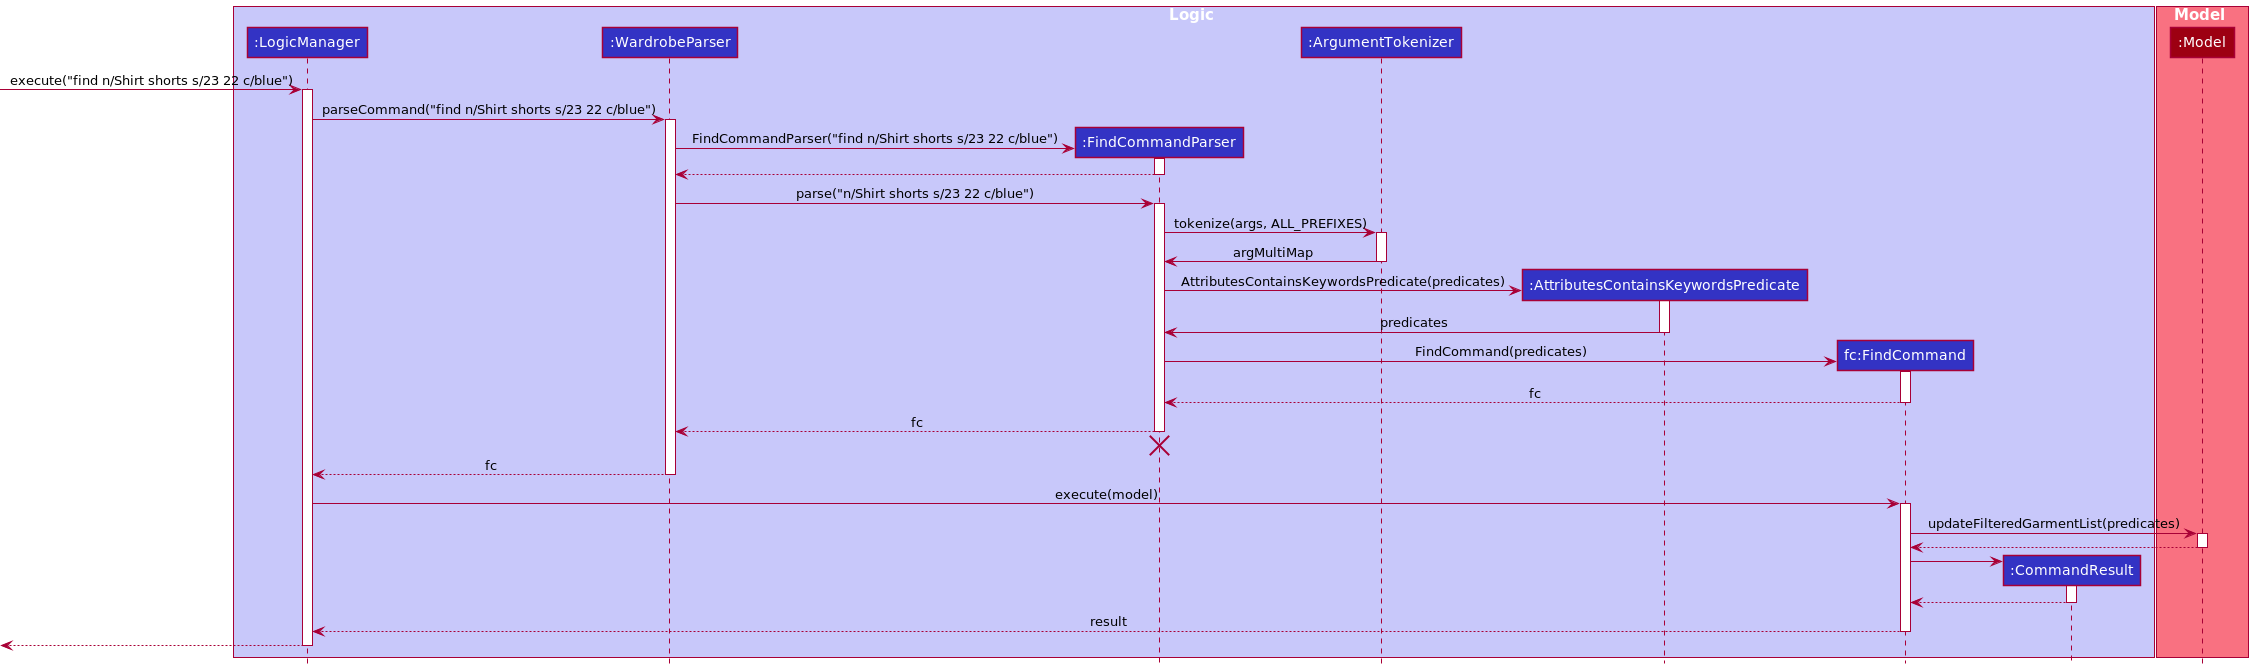 Logic
Model
:LogicManager
:WardrobeParser
:ArgumentTokenizer
:Model
execute("find n/Shirt shorts s/23 22 c/blue")
parseCommand("find n/Shirt shorts s/23 22 c/blue")
FindCommandParser("find n/Shirt shorts s/23 22 c/blue")
:FindCommandParser
parse("n/Shirt shorts s/23 22 c/blue")
tokenize(args, ALL_PREFIXES)
argMultiMap
AttributesContainsKeywordsPredicate(predicates)
:AttributesContainsKeywordsPredicate
predicates
FindCommand(predicates)
fc:FindCommand
fc
fc
fc
execute(model)
updateFilteredGarmentList(predicates)
:CommandResult
result